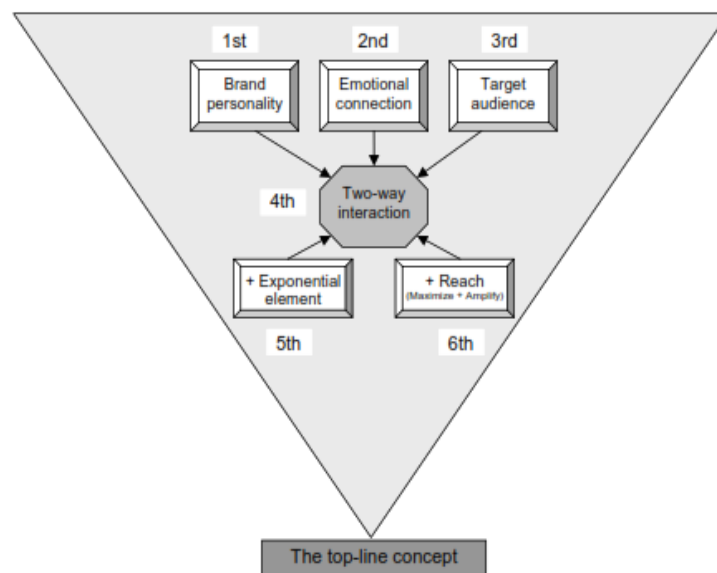 1st
2nd
3rd
Brand
personality
Emotional
connection
Target
audience
4th
Two-way
interaction
+ Exponential
element
+ Reach
(Maximize + Amplify)
5th
6th
The top-line concept